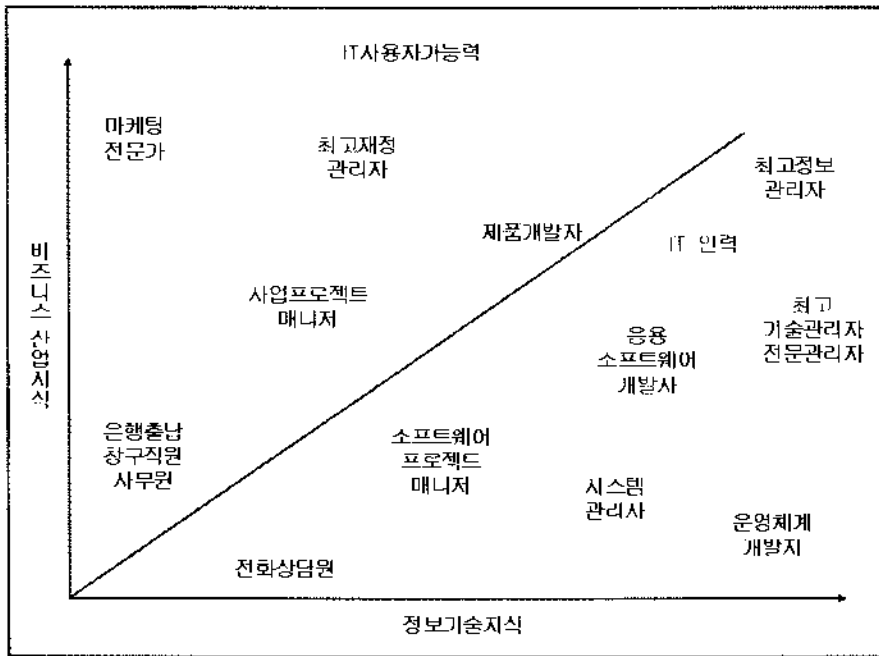 IT사용자가능력
마케팅
전문가
최고재정
관리자
최고정보
관리자
제품개발자
IT 인력
비즈니스 산업지식
사업프로젝트
매니저
최고
기술관리자
전문관리자
응용
소프트웨어
개발자
은행출납
창구직원
사무원
소프트웨어
프로젝트
매니저
시스템
관리자
운영체계
개발자
전화상담원
정보기술지식